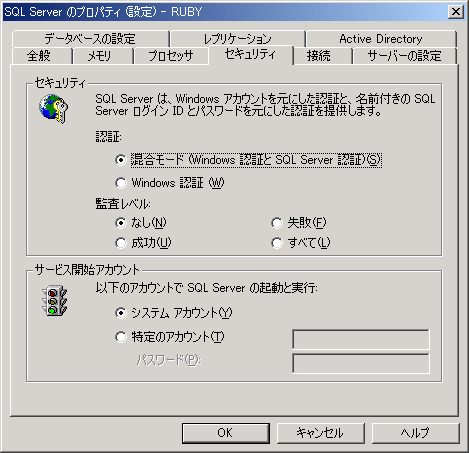 SQL Server のプロパティ (設定) - RUBY
データベースの設定 レプリケーション Active Directory
全般 メモリ プロセッサ セキュリティ 接続 サーバーの設定
セキュリティ
SQL Server は、Windows アカウントを元にした認証と、名前付きの SQL
Server ログイン ID とパスワードを元にした認証を提供します。
認証:
混合モード (Windows 認証と SQL Server 認証)(S)
Windows 認証 (W)
監査レベル:
なし(N) 失敗(F)
成功(U) すべて(L)
サービス開始アカウント
以下のアカウントで SQL Server の起動と実行:
システム アカウント(Y)
特定のアカウント(T)
パスワード(P):
OK キャンセル ヘルプ